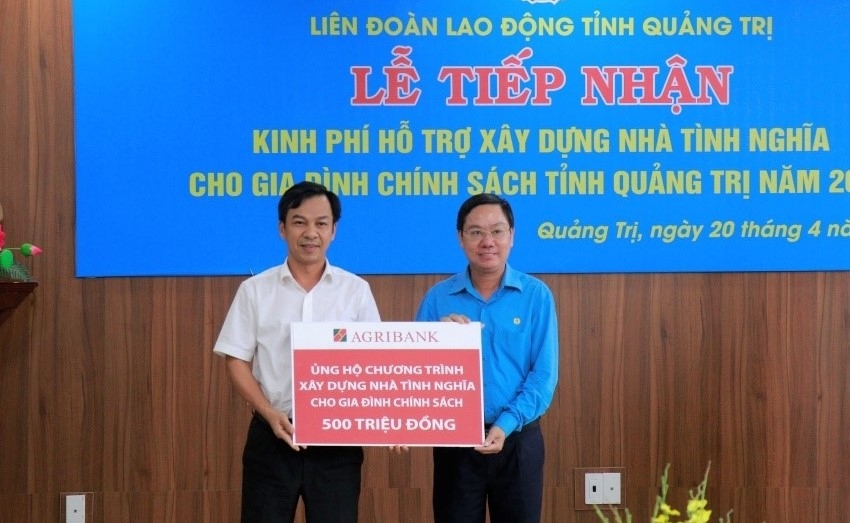 LIÊN ĐOÀN LAO ĐỘNG TỈNH QUẢNG TRỊ
LỄ TIẾP NHẬN
KINH PHÍ HỖ TRỢ XÂY DỰNG NHÀ TÌNH NGHĨA
CHO GIA ĐÌNH CHÍNH SÁCH TỈNH QUẢNG TRỊ NĂM 20
Quảng Trị, ngày 20 tháng 4 nă
AGRIBANK
ỦNG HỘ CHƯƠNG TRÌNH
XÂY DỰNG NHÀ TÌNH NGHĨA
CHO GIA ĐÌNH CHÍNH SÁCH
500 TRIỆU ĐỒNG